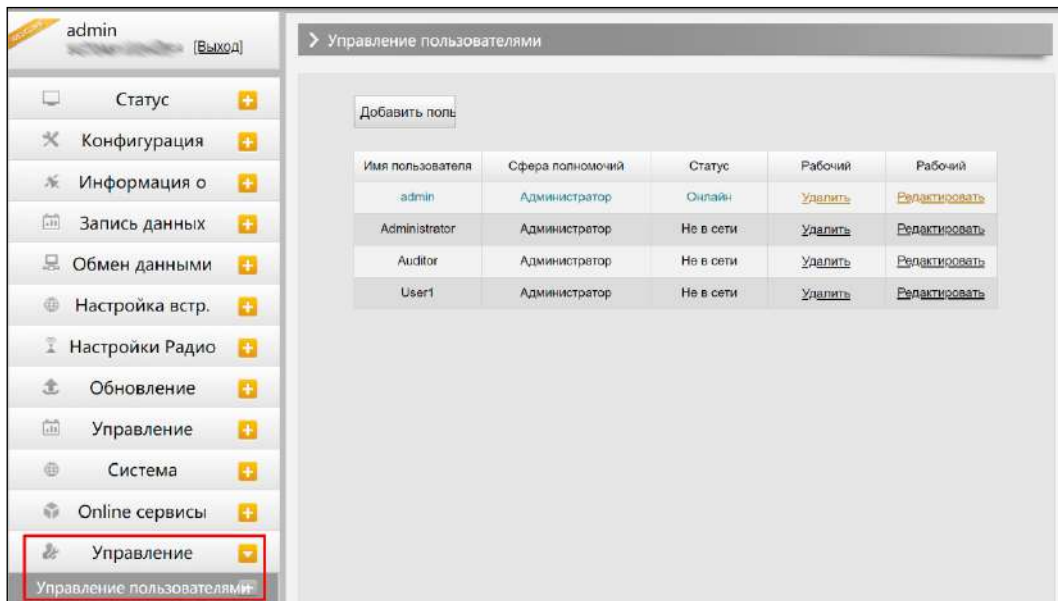 admin
[Выход]
Статус
Конфигурация
Информация о
Запись данных
Обмен данными
Настройка встр.
Настройки Радио
Обновление
Управление
Система
Online сервисы
Управление
Управление пользователями
Управление пользователями
Добавить поль
Имя пользователя Сфера полномочий Статус Рабочий Рабочий
admin Администратор Онлайн Удалить Редактировать
Administrator Администратор Не в сети Удалить Редактировать
Auditor Администратор Не в сети Удалить Редактировать
User1 Администратор Не в сети Удалить Редактировать